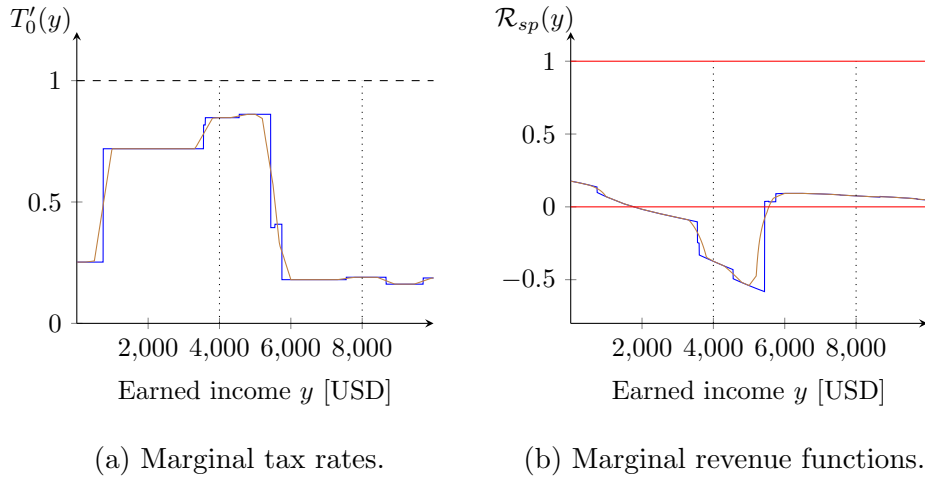 T′₀(y)
1
0.5
0
2,000 4,000 6,000 8,000
Earned income y [USD]
(a) Marginal tax rates.
ℛsp(y)
1
0.5
0
−0.5
2,000 4,000 6,000 8,000
Earned income y [USD]
(b) Marginal revenue functions.